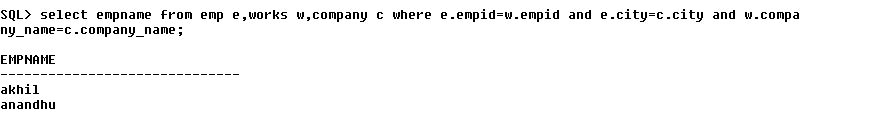 SQL> select empname from emp e,works w,company c where e.empid=w.empid and e.city=c.city and w.compa
ny_name=c.company_name;
EMPNAME
------------------------------
akhil
anandhu